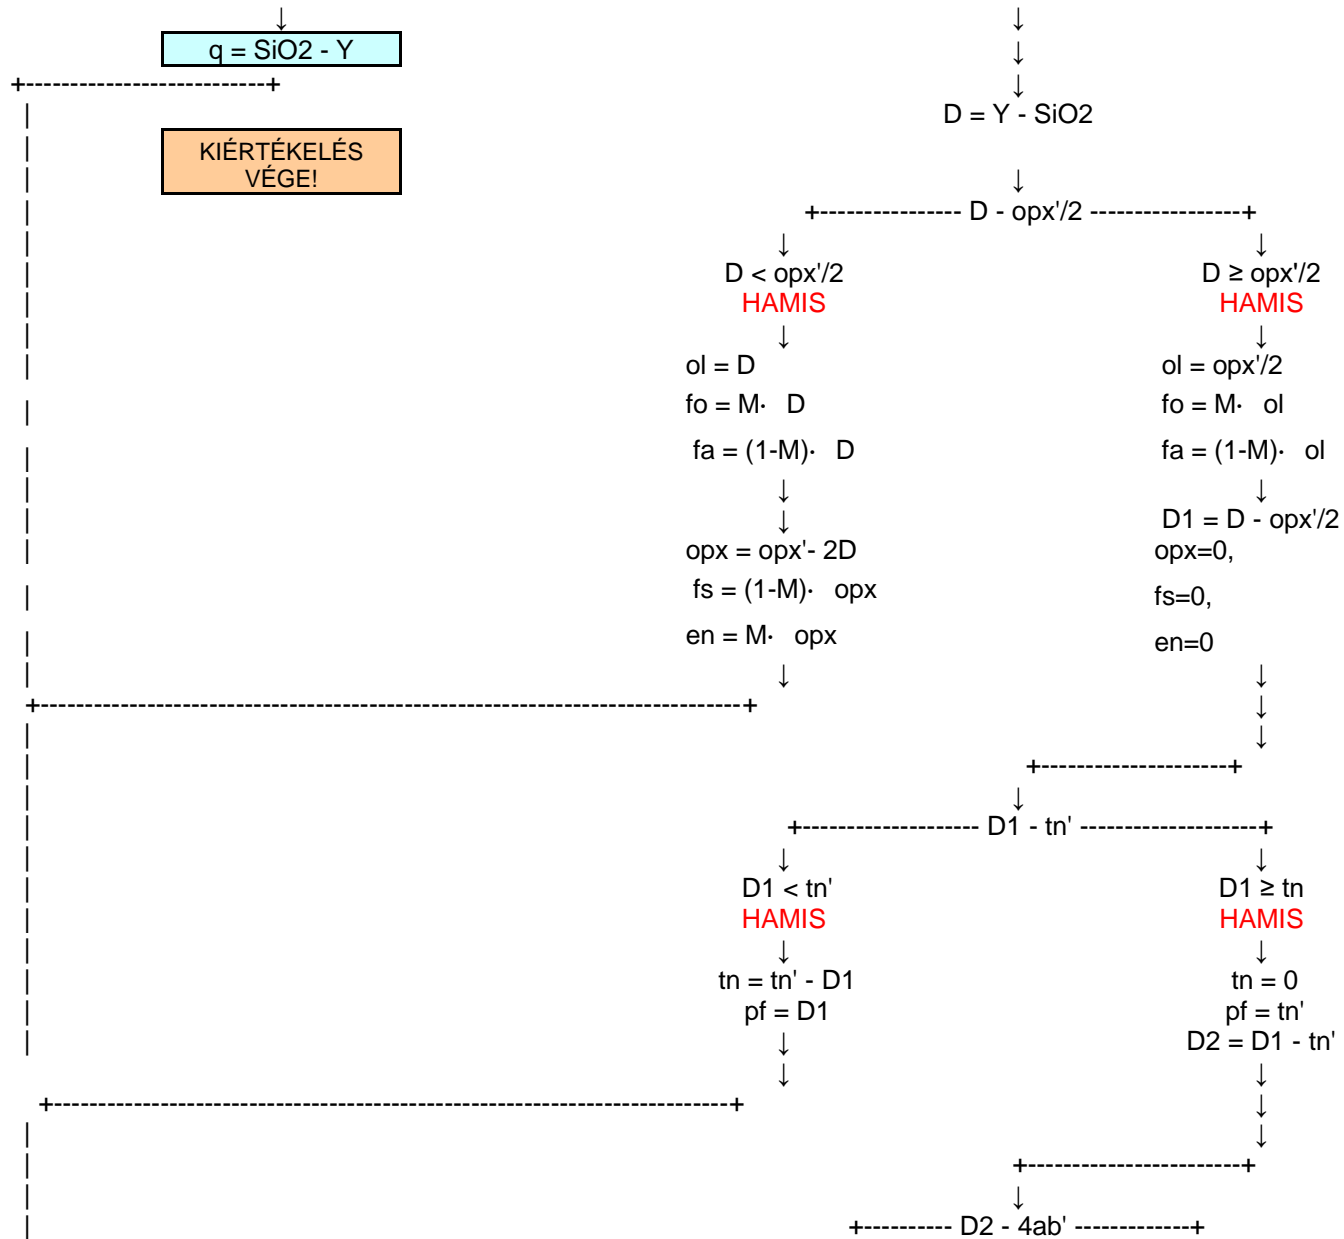 q = SiO2 - Y
+----------------------------+
D = Y - SiO2
KIÉRTÉKELÉS
VÉGE!
+---------------- D - opx'/2 -----------------+
D < opx'/2 D ≥ opx'/2
HAMIS HAMIS
ol = D ol = opx'/2
fo = M· D fo = M· ol
fa = (1-M)· D fa = (1-M)· ol
D1 = D - opx'/2
opx = opx'- 2D opx=0,
fs = (1-M)· opx fs=0,
en = M· opx en=0
+-------------------------------------------------------------------------------+
+----------------------+
+-------------------- D1 - tn' --------------------+
D1 < tn' D1 ≥ tn
HAMIS HAMIS
tn = tn' - D1 tn = 0
pf = D1 pf = tn'
D2 = D1 - tn'
+-----------------------------------------------------------------------------+
+-------------------------+
+---------- D2 - 4ab' -------------+